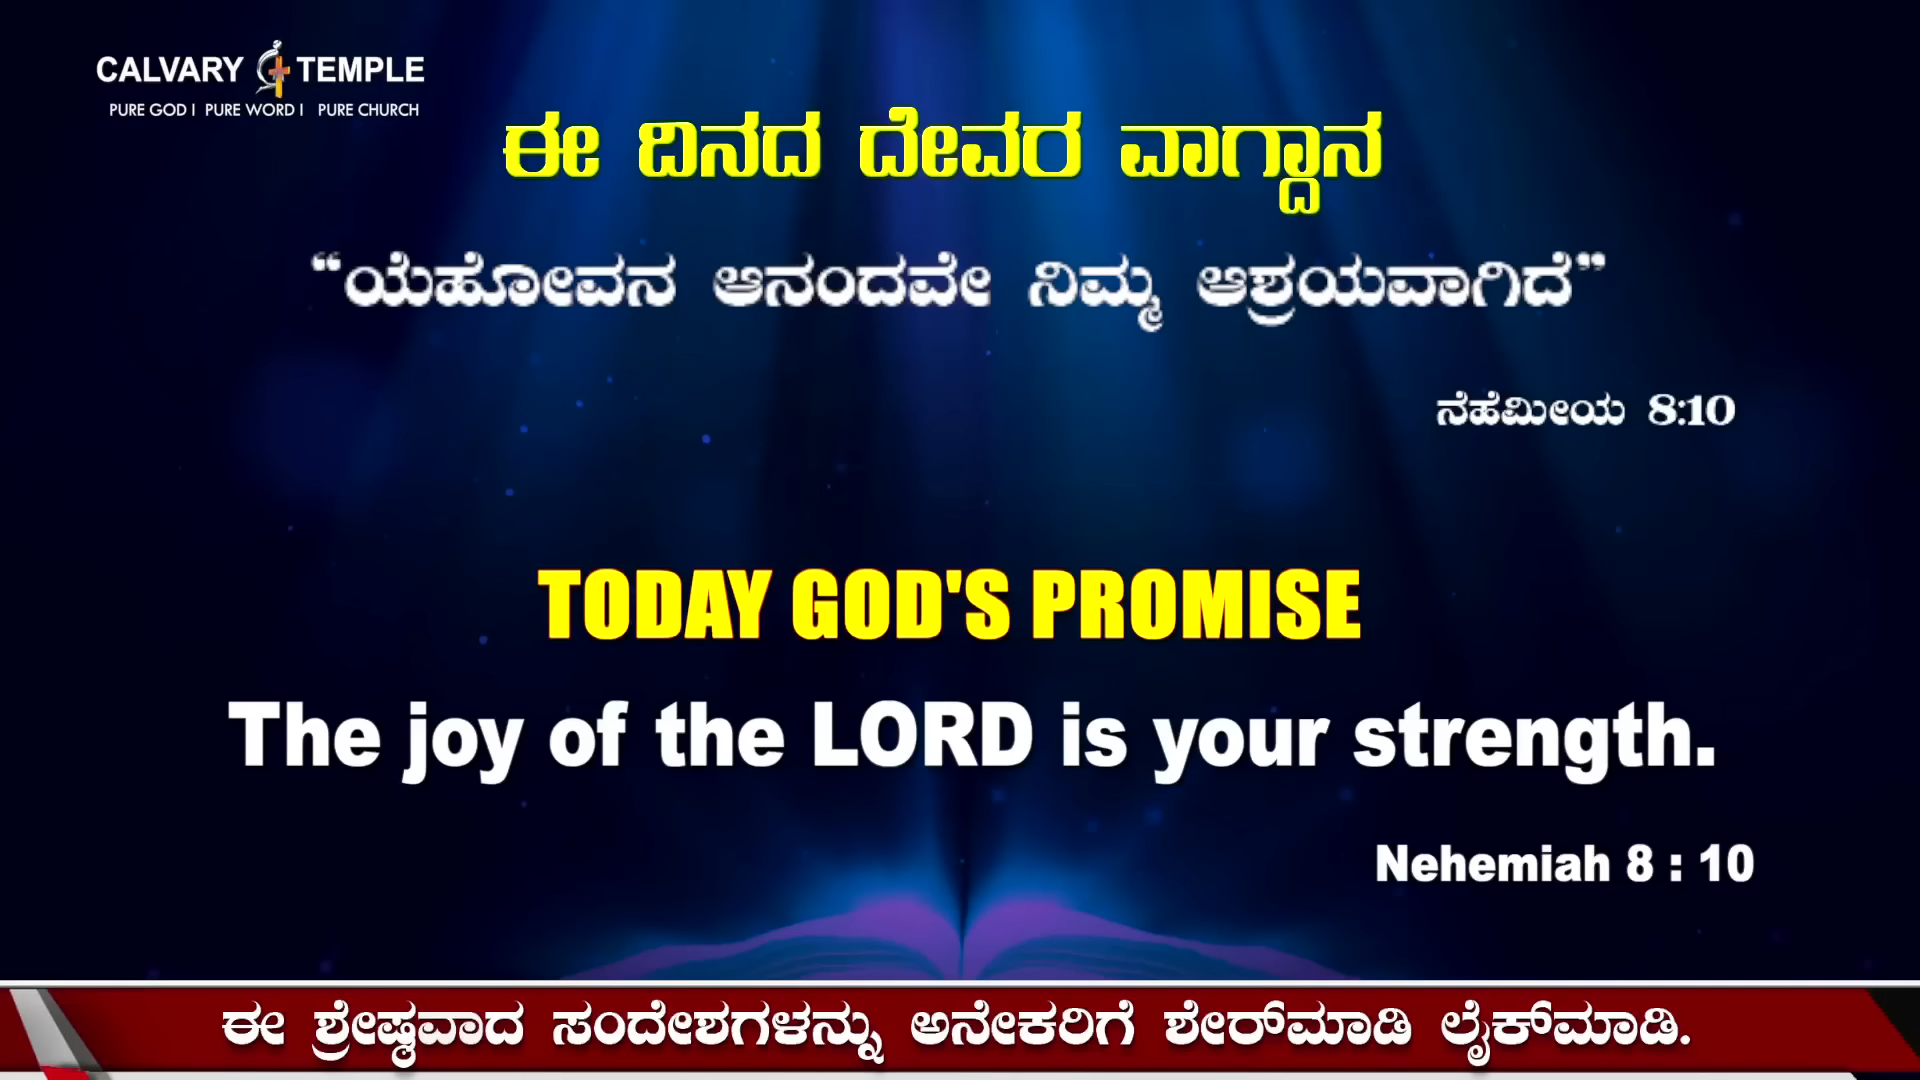 CALVARY TEMPLE
PURE GOD I PURE WORD I PURE CHURCH
ಈ ದಿನದ ದೇವರ ವಾಗ್ದಾನ
“ಯೆಹೋವನ ಆನಂದವೇ ನಿಮ್ಮ ಆಶ್ರಯವಾಗಿದೆ”
ನೆಹೆಮೀಯ 8:10
TODAY GOD'S PROMISE
The joy of the LORD is your strength.
Nehemiah 8 : 10
ಈ ಶ್ರೇಷ್ಠವಾದ ಸಂದೇಶಗಳನ್ನು ಅನೇಕರಿಗೆ ಶೇರ್‌ಮಾಡಿ ಲೈಕ್‌ಮಾಡಿ.